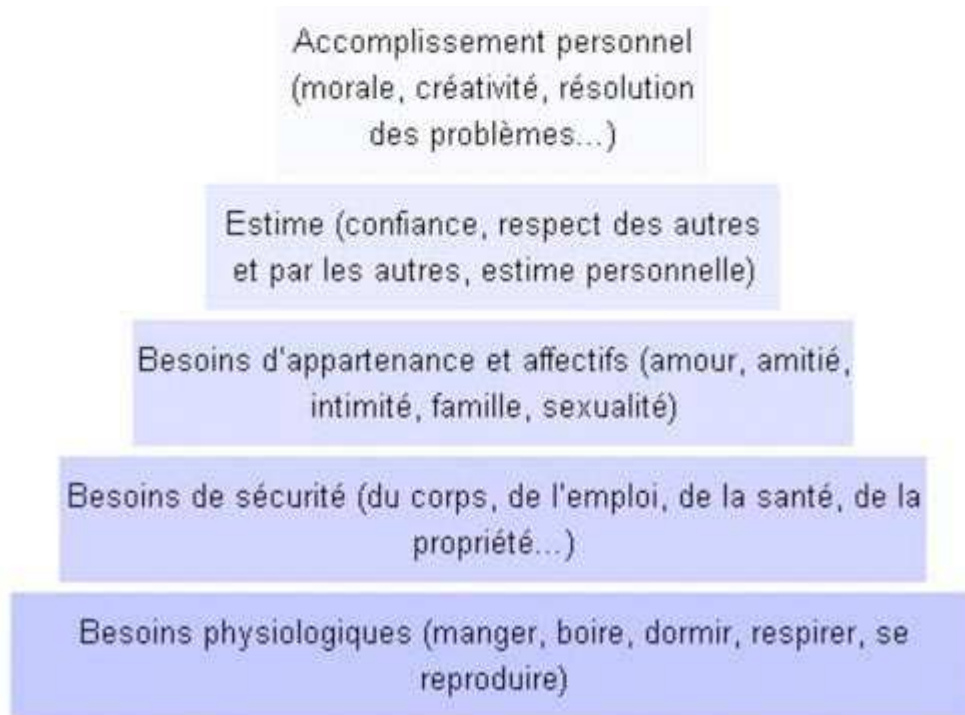 Accomplissement personnel
(morale, créativité, résolution
des problèmes...)
Estime (confiance, respect des autres
et par les autres, estime personnelle)
Besoins d'appartenance et affectifs (amour, amitié,
intimité, famille, sexualité)
Besoins de sécurité (du corps, de l'emploi, de la santé, de la
propriété...)
Besoins physiologiques (manger, boire, dormir, respirer, se
reproduire)